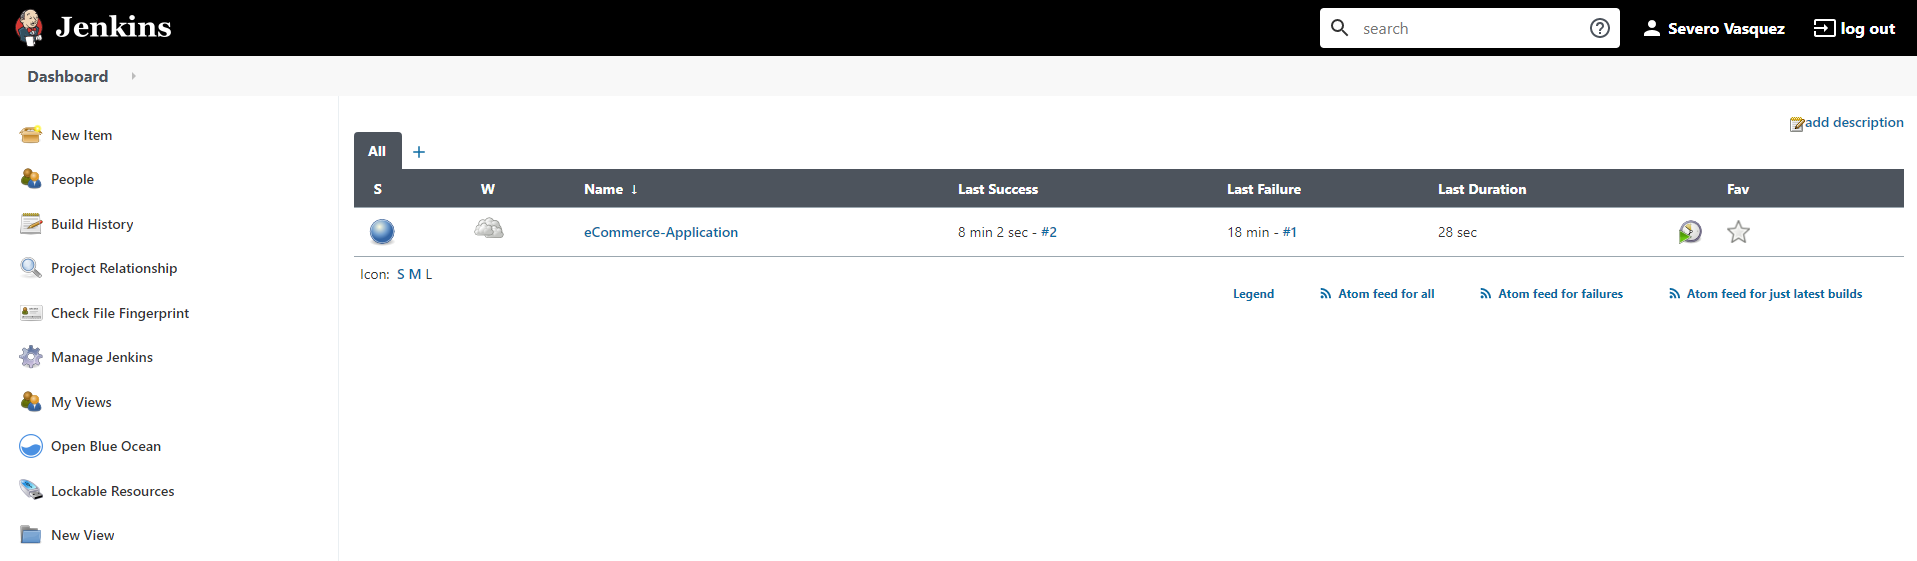 Jenkins
search
Severo Vasquez
log out
Dashboard
New Item
People
Build History
Project Relationship
Check File Fingerprint
Manage Jenkins
My Views
Open Blue Ocean
Lockable Resources
New View
add description
All +
S W Name ↓ Last Success Last Failure Last Duration Fav
eCommerce-Application 8 min 2 sec - #2 18 min - #1 28 sec
Icon: S M L
Legend Atom feed for all Atom feed for failures Atom feed for just latest builds